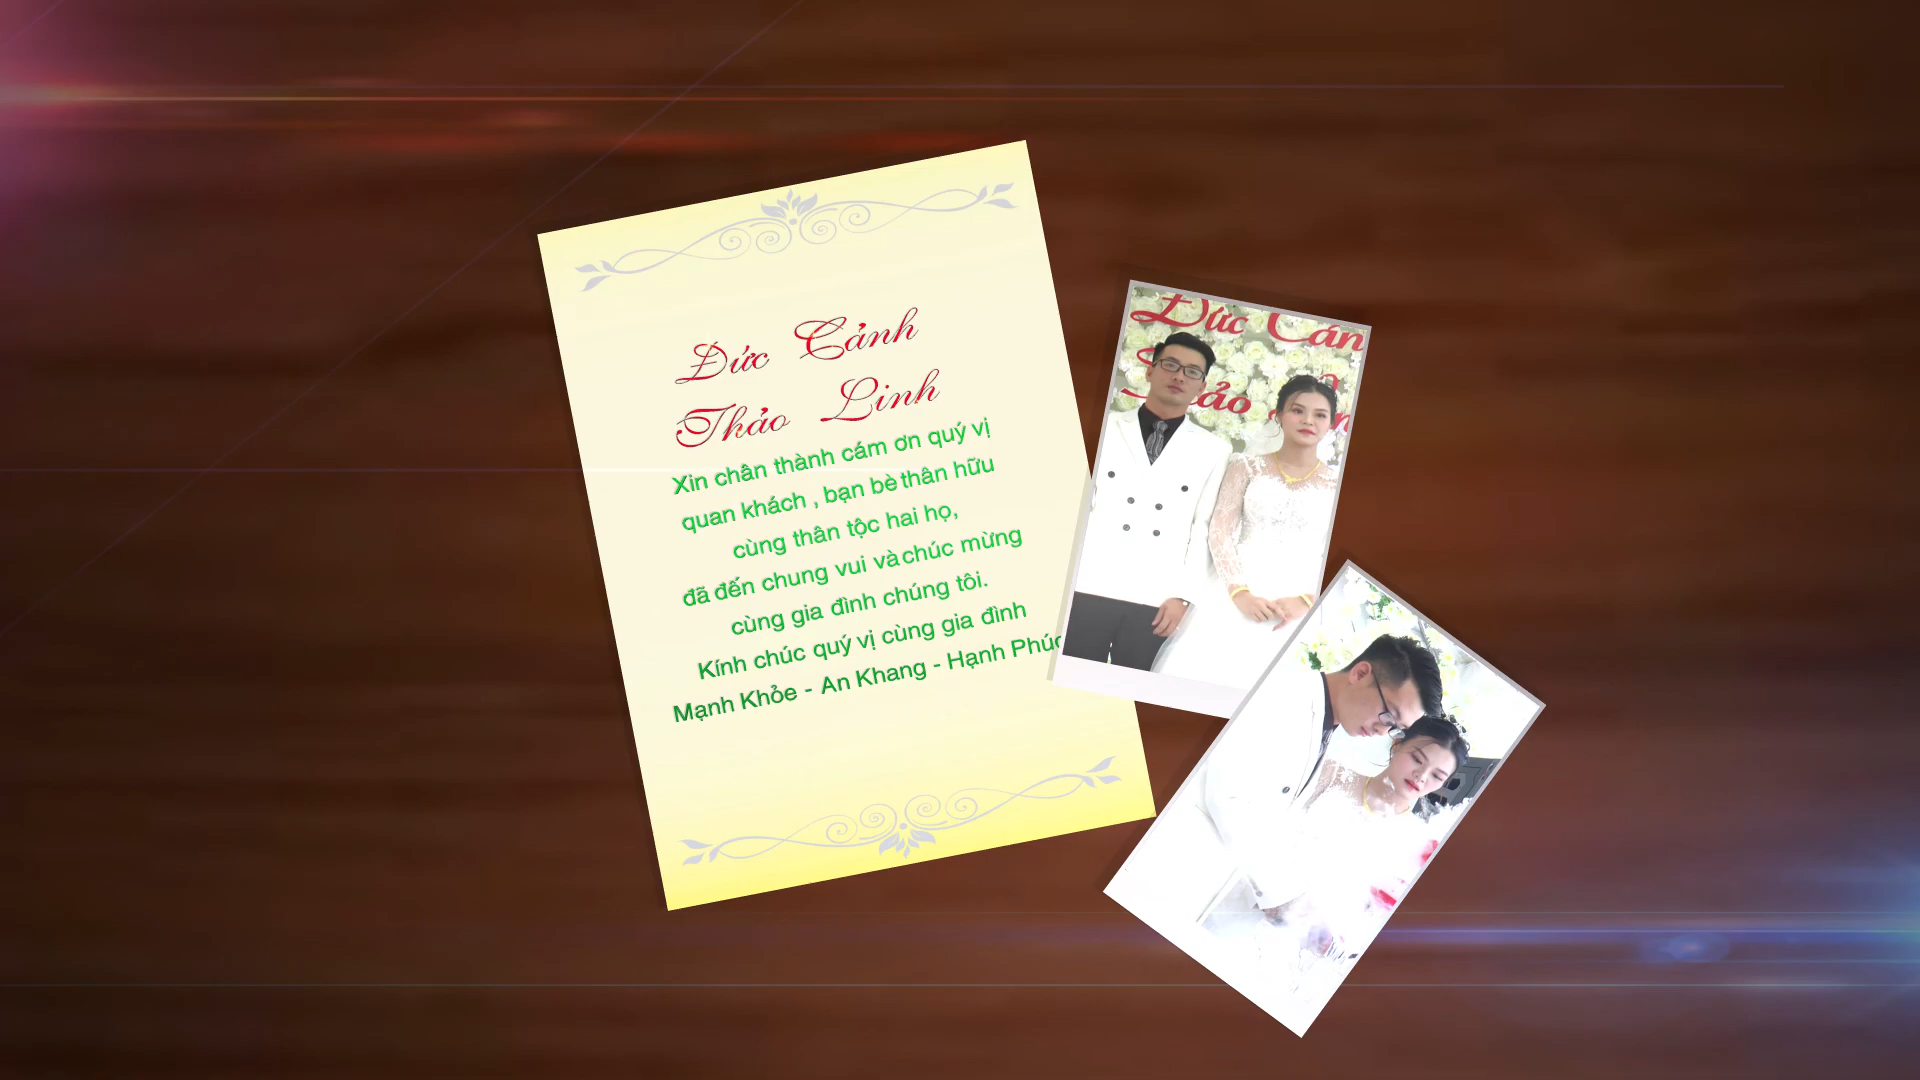 Đức Cảnh
Thảo Linh
Xin chân thành cám ơn quý vị
quan khách , bạn bè thân hữu
cùng thân tộc hai họ,
đã đến chung vui và chúc mừng
cùng gia đình chúng tôi.
Kính chúc quý vị cùng gia đình
Mạnh Khỏe - An Khang - Hạnh Phúc
Đức Cản